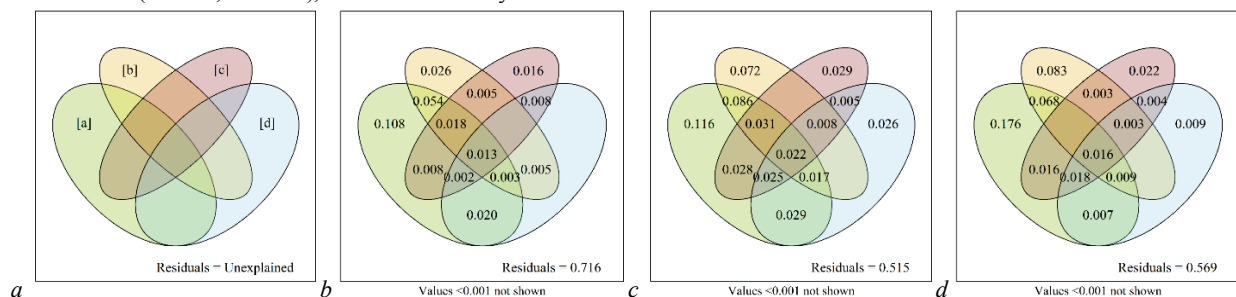 [b] [c]
[a] [d]
Residuals = Unexplained
a
0.026 0.016
0.005
0.054 0.008
0.108 0.018
0.013
0.008 0.002 0.003 0.005
0.020
Residuals = 0.716
b
Values <0.001 not shown
0.072 0.029
0.003
0.086 0.005
0.116 0.031 0.008 0.026
0.022
0.028 0.025 0.017
0.029
Residuals = 0.515
c
Values <0.001 not shown
0.083 0.022
0.003
0.068 0.004
0.176 0.003 0.009
0.016
0.016 0.018 0.009
0.007
Residuals = 0.569
d
Values <0.001 not shown